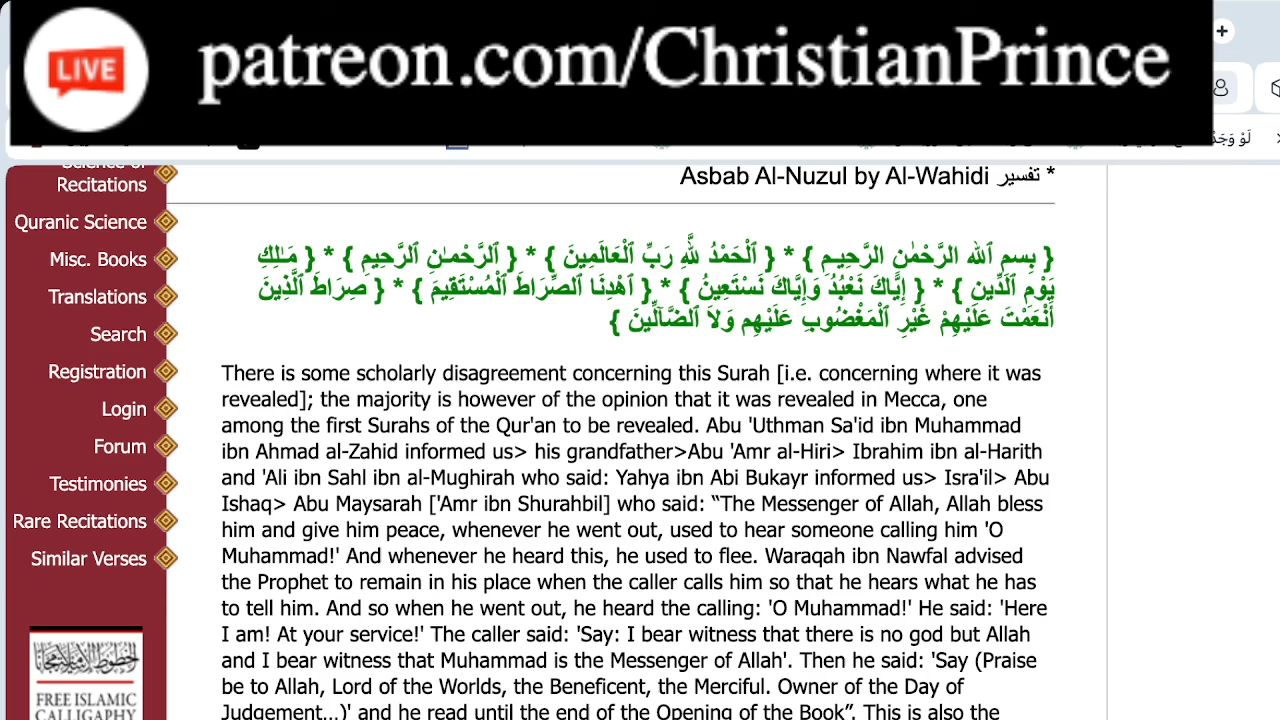 LIVE
patreon.com/ChristianPrince
Recitations
Quranic Science
Misc. Books
Translations
Search
Registration
Login
Forum
Testimonies
Rare Recitations
Similar Verses
FREE ISLAMIC
CALLIGRAPHY
* تفسير Asbab Al-Nuzul by Al-Wahidi
{ بِسمِ ٱلله الرَّحْمٰنِ الرَّحِيـمِ } * { ٱلْحَمْدُ للَّهِ رَبِّ ٱلْعَالَمِينَ } * { ٱلرَّحْمـٰنِ ٱلرَّحِيمِ } * { مَـٰلِكِ
يَوْمِ ٱلدِّينِ } * { إِيَّاكَ نَعْبُدُ وَإِيَّاكَ نَسْتَعِينُ } * { ٱهْدِنَا ٱلصِّرَاطَ ٱلْمُسْتَقِيمَ } * { صِرَاطَ ٱلَّذِينَ
أَنْعَمْتَ عَلَيْهِمْ غَيْرِ ٱلْمَغْضُوبِ عَلَيْهِم وَلاَ ٱلضَّآلِّينَ }
There is some scholarly disagreement concerning this Surah [i.e. concerning where it was
revealed]; the majority is however of the opinion that it was revealed in Mecca, one
among the first Surahs of the Qur'an to be revealed. Abu 'Uthman Sa'id ibn Muhammad
ibn Ahmad al-Zahid informed us> his grandfather>Abu 'Amr al-Hiri> Ibrahim ibn al-Harith
and 'Ali ibn Sahl ibn al-Mughirah who said: Yahya ibn Abi Bukayr informed us> Isra'il> Abu
Ishaq> Abu Maysarah ['Amr ibn Shurahbil] who said: “The Messenger of Allah, Allah bless
him and give him peace, whenever he went out, used to hear someone calling him 'O
Muhammad!' And whenever he heard this, he used to flee. Waraqah ibn Nawfal advised
the Prophet to remain in his place when the caller calls him so that he hears what he has
to tell him. And so when he went out, he heard the calling: 'O Muhammad!' He said: 'Here
I am! At your service!' The caller said: 'Say: I bear witness that there is no god but Allah
and I bear witness that Muhammad is the Messenger of Allah'. Then he said: 'Say (Praise
be to Allah, Lord of the Worlds, the Beneficent, the Merciful. Owner of the Day of
Judgement...)' and he read until the end of the Opening of the Book”. This is also the